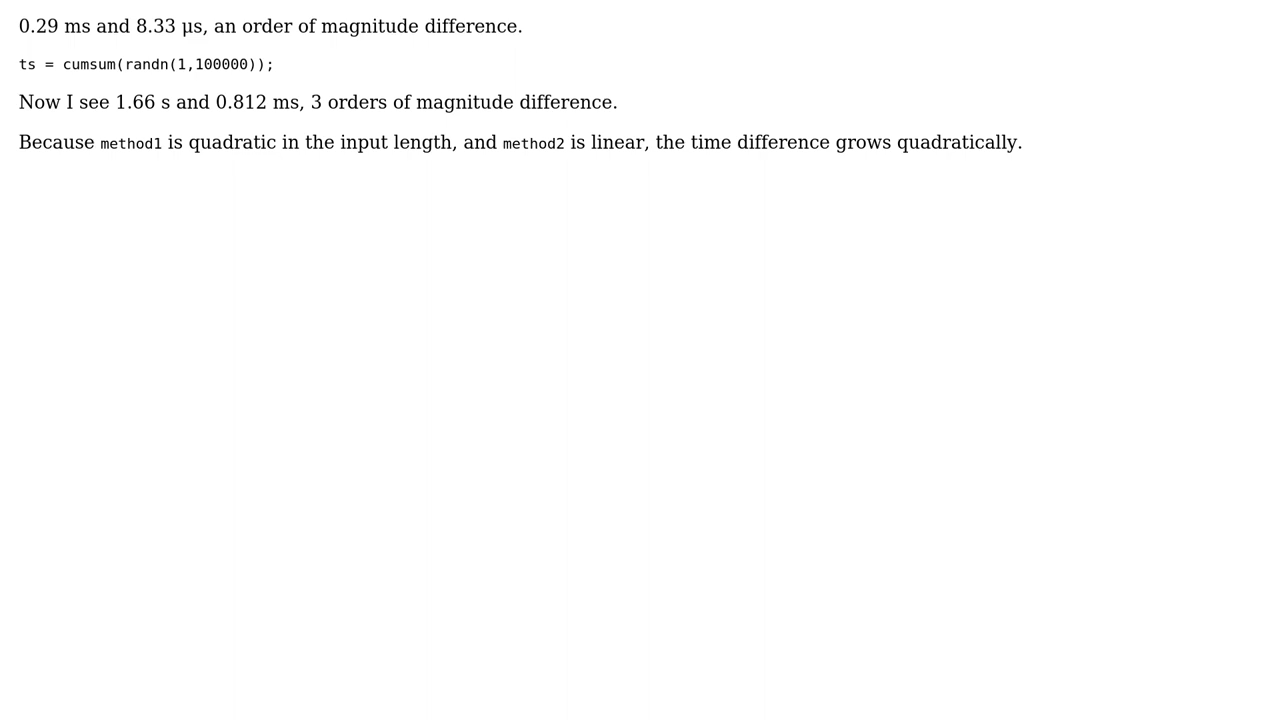 0.29 ms and 8.33 µs, an order of magnitude difference.
ts = cumsum(randn(1,100000));
Now I see 1.66 s and 0.812 ms, 3 orders of magnitude difference.
Because method1 is quadratic in the input length, and method2 is linear, the time difference grows quadratically.